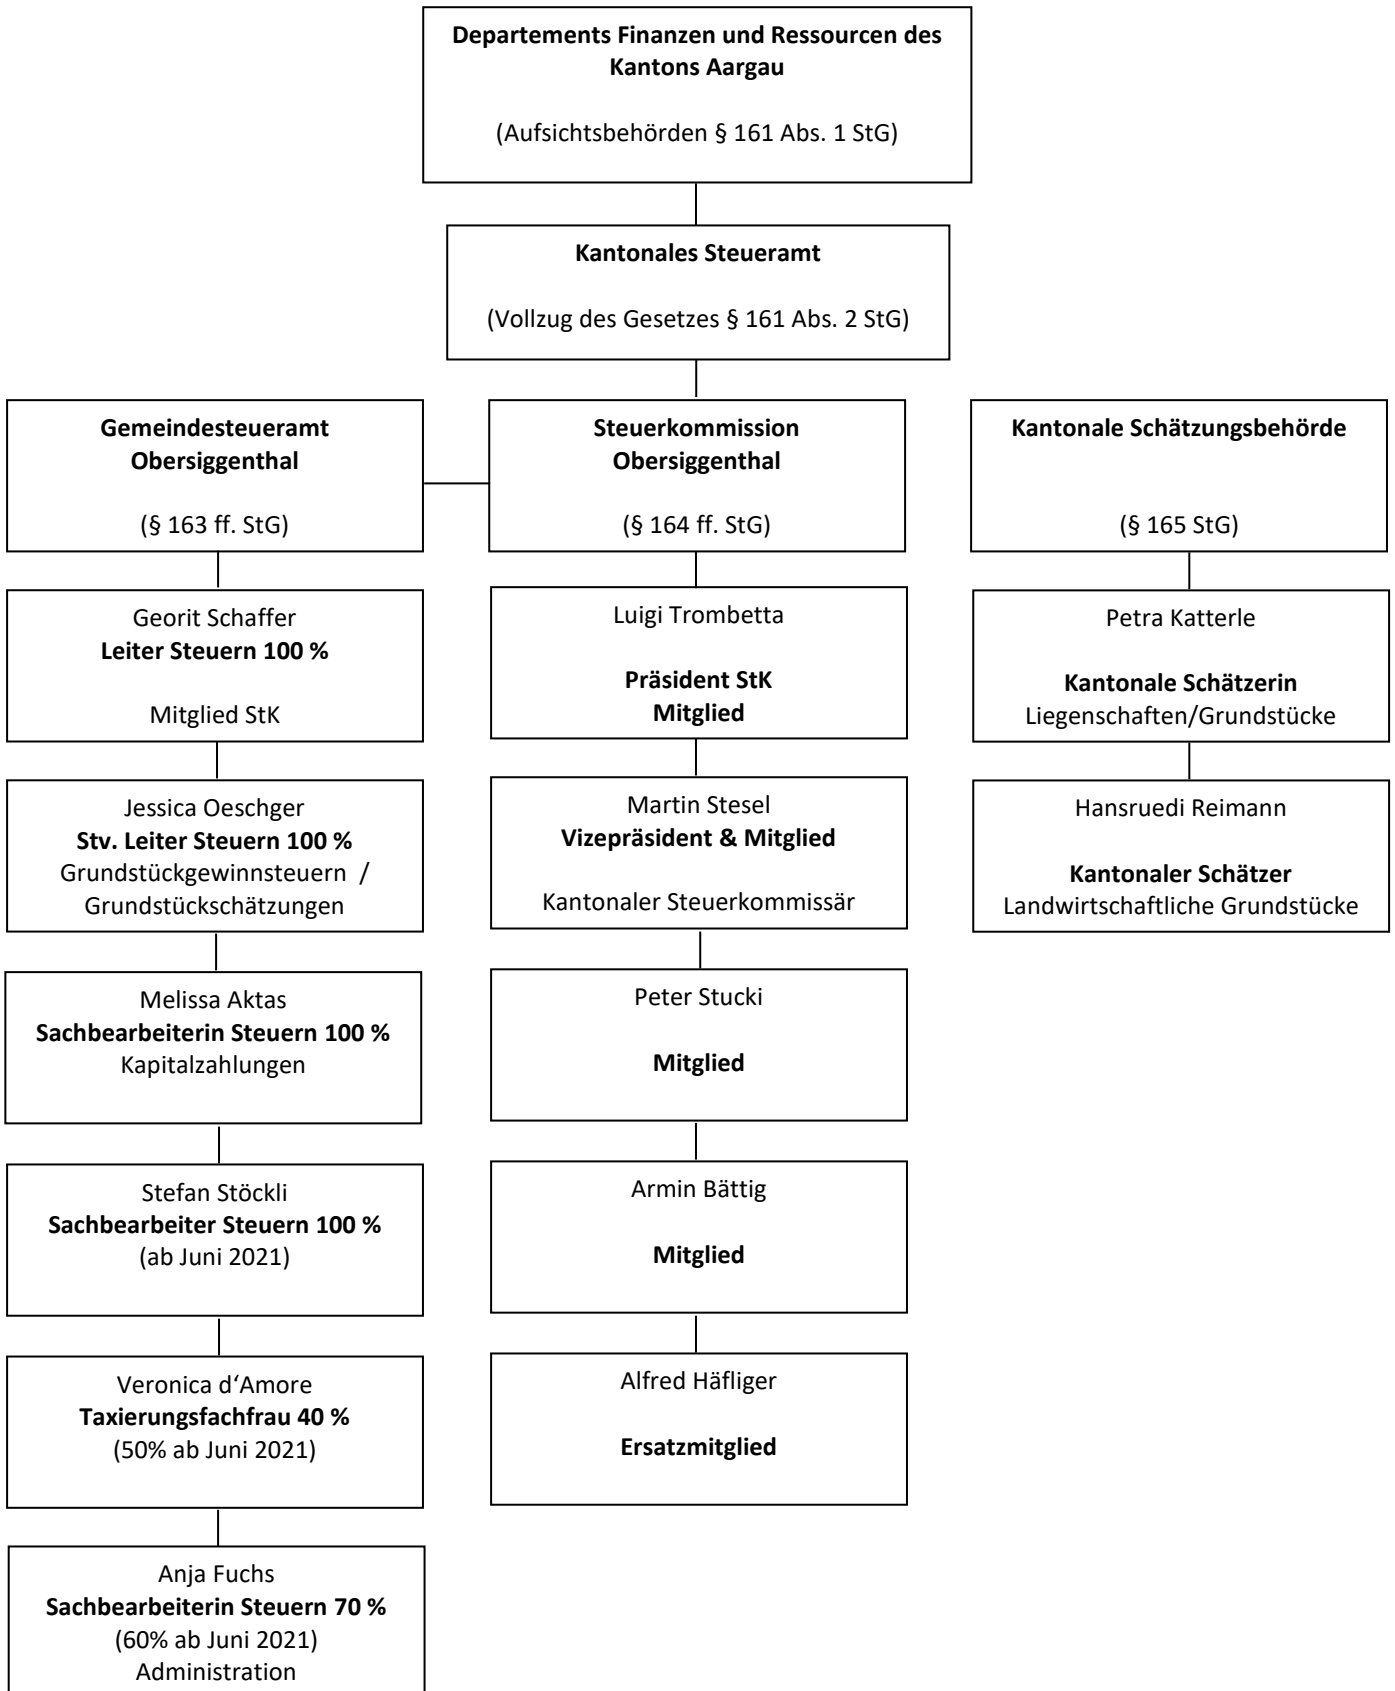 Departements Finanzen und Ressourcen des
Kantons Aargau
(Aufsichtsbehörden § 161 Abs. 1 StG)
Kantonales Steueramt
(Vollzug des Gesetzes § 161 Abs. 2 StG)
Gemeindesteueramt
Obersiggenthal
(§ 163 ff. StG)
Steuerkommission
Obersiggenthal
(§ 164 ff. StG)
Kantonale Schätzungsbehörde
(§ 165 StG)
Georit Schaffer
Leiter Steuern 100 %
Mitglied StK
Luigi Trombetta
Präsident StK
Mitglied
Petra Katterle
Kantonale Schätzerin
Liegenschaften/Grundstücke
Jessica Oeschger
Stv. Leiter Steuern 100 %
Grundstückgewinnsteuern /
Grundstückschätzungen
Martin Stesel
Vizepräsident & Mitglied
Kantonaler Steuerkommissär
Hansruedi Reimann
Kantonaler Schätzer
Landwirtschaftliche Grundstücke
Melissa Aktas
Sachbearbeiterin Steuern 100 %
Kapitalzahlungen
Peter Stucki
Mitglied
Stefan Stöckli
Sachbearbeiter Steuern 100 %
(ab Juni 2021)
Armin Bättig
Mitglied
Veronica d‘Amore
Taxierungsfachfrau 40 %
(50% ab Juni 2021)
Alfred Häfliger
Ersatzmitglied
Anja Fuchs
Sachbearbeiterin Steuern 70 %
(60% ab Juni 2021)
Administration